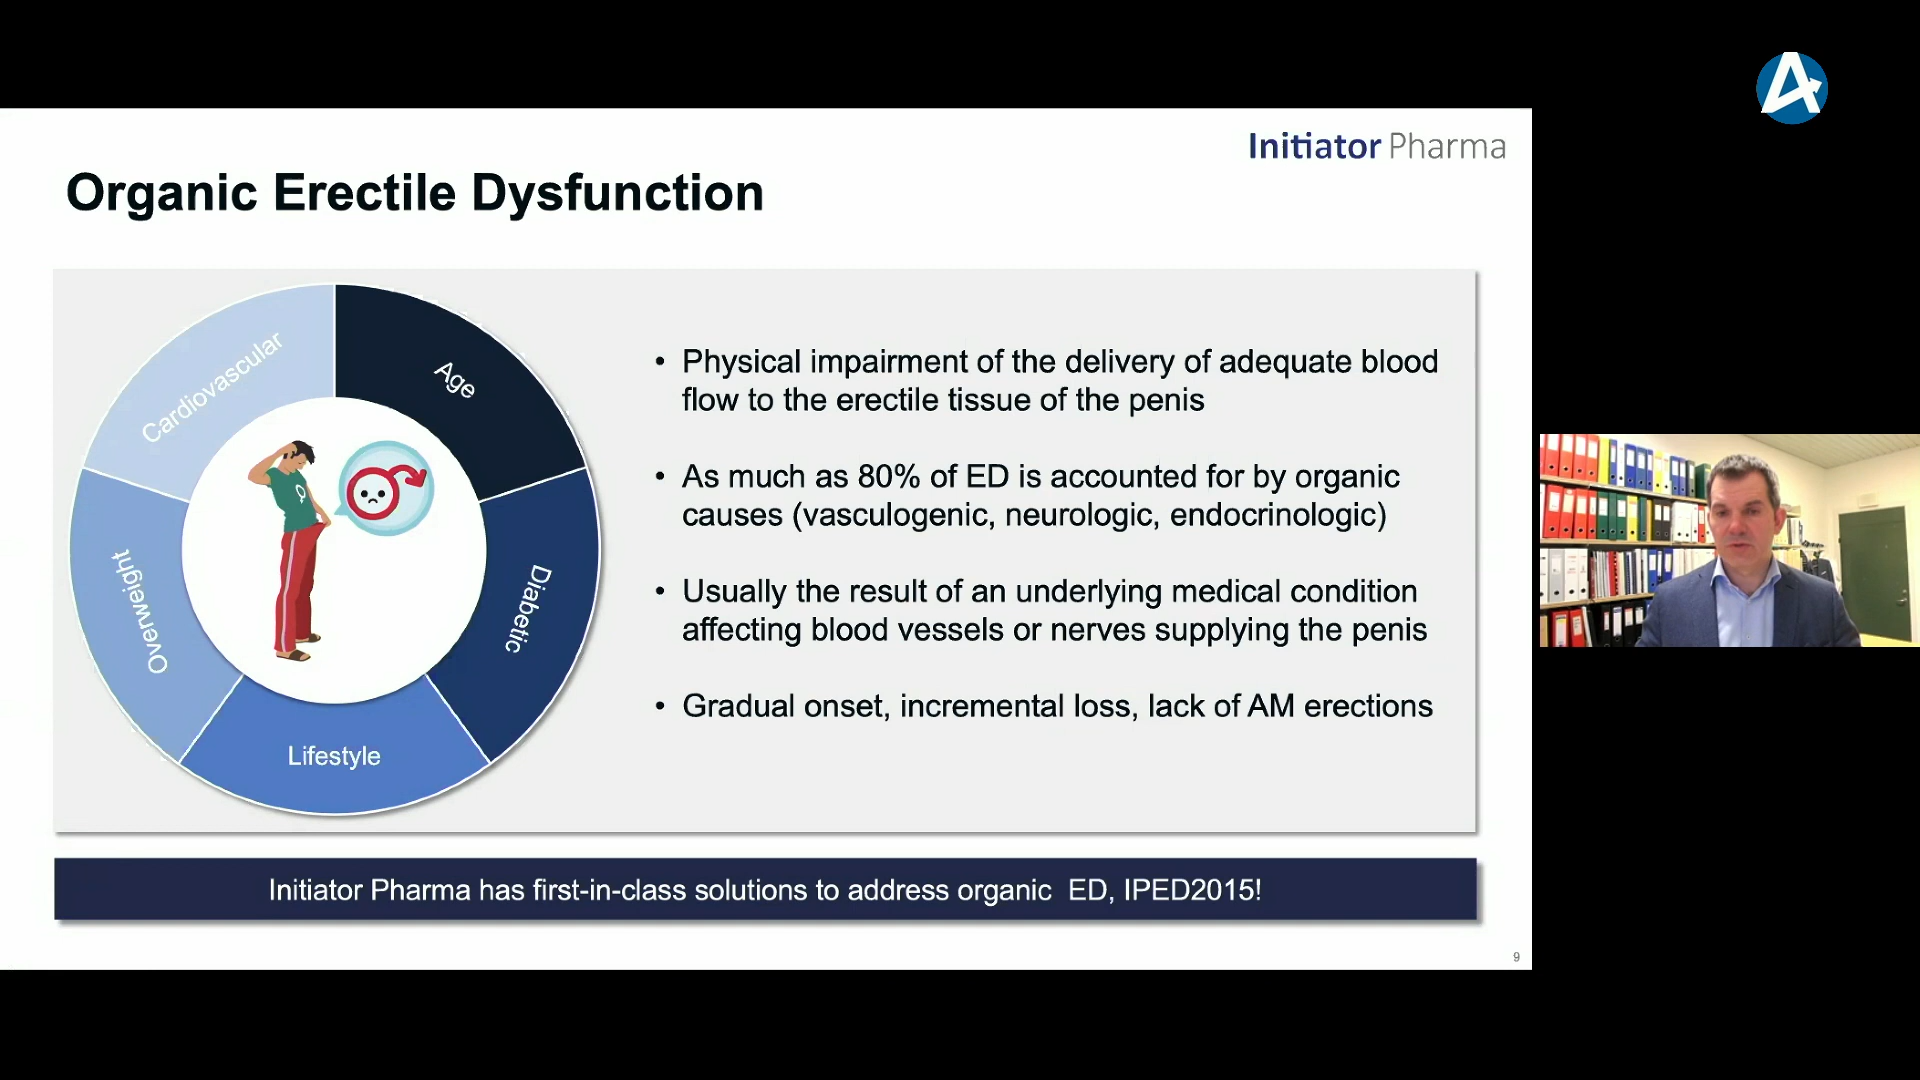 Initiator Pharma
Organic Erectile Dysfunction
Cardiovascular
Age
Overweight
Diabetic
Lifestyle
• Physical impairment of the delivery of adequate blood
flow to the erectile tissue of the penis
• As much as 80% of ED is accounted for by organic
causes (vasculogenic, neurologic, endocrinologic)
• Usually the result of an underlying medical condition
affecting blood vessels or nerves supplying the penis
• Gradual onset, incremental loss, lack of AM erections
Initiator Pharma has first-in-class solutions to address organic  ED, IPED2015!
9